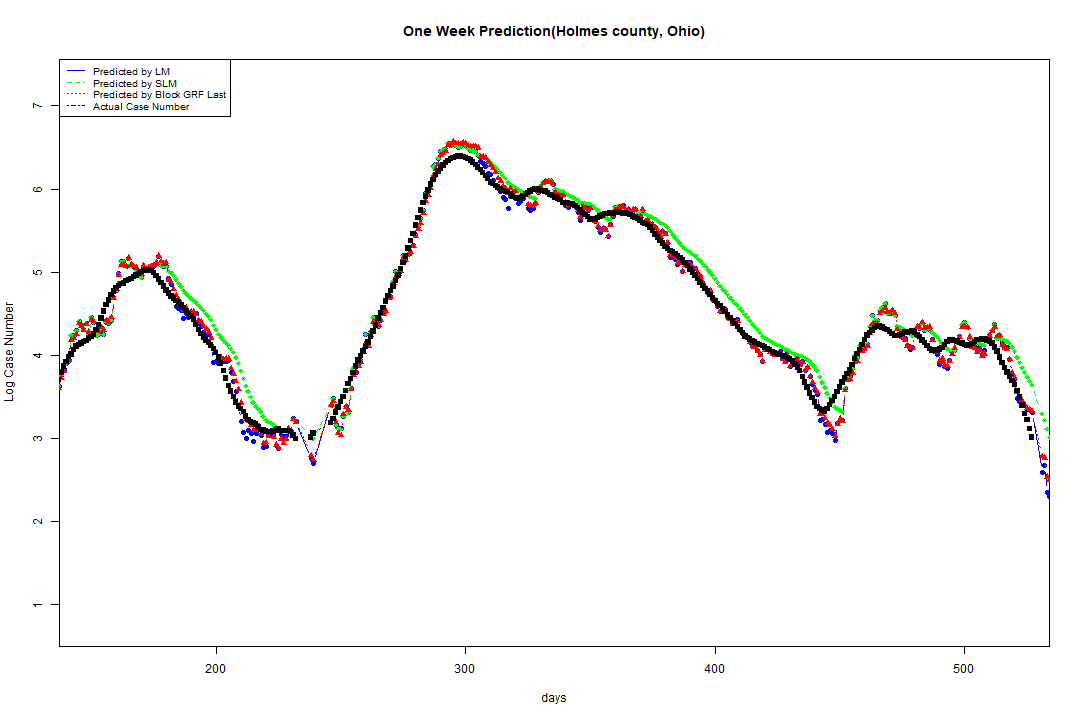 One Week Prediction(Holmes county, Ohio)
Predicted by LM
Predicted by SLM
Predicted by Block GRF Last
Actual Case Number
7
6
5
4
3
2
1
Log Case Number
200 300 400 500
days